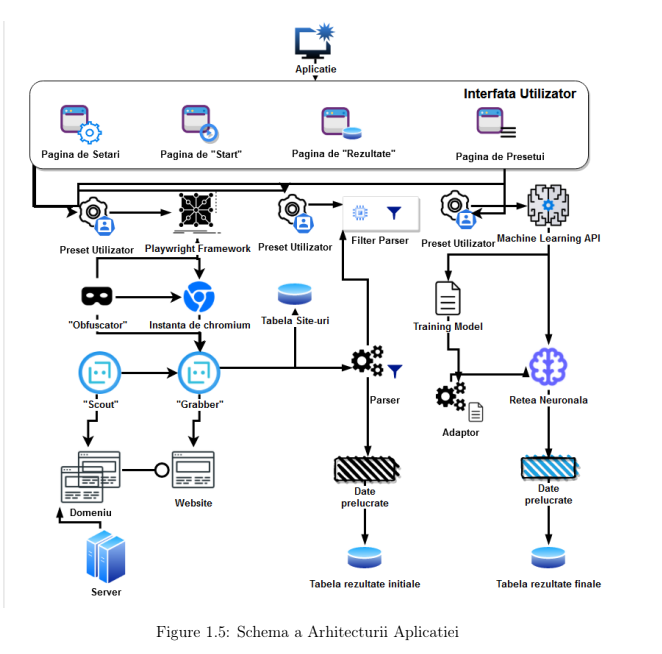 Aplicatie
Interfata Utilizator
Pagina de Setari
Pagina de "Start"
Pagina de "Rezultate"
Pagina de Presetui
Preset Utilizator
Playwright Framework
Preset Utilizator
Filter Parser
Preset Utilizator
Machine Learning API
"Obfuscator"
Instanta de chromium
Tabela Site-uri
Training Model
"Scout"
"Grabber"
Parser
Adaptor
Retea Neuronala
Domeniu
Website
Date
prelucrate
Date
prelucrate
Server
Tabela rezultate initiale
Tabela rezultate finale
Figure 1.5: Schema a Arhitecturii Aplicatiei